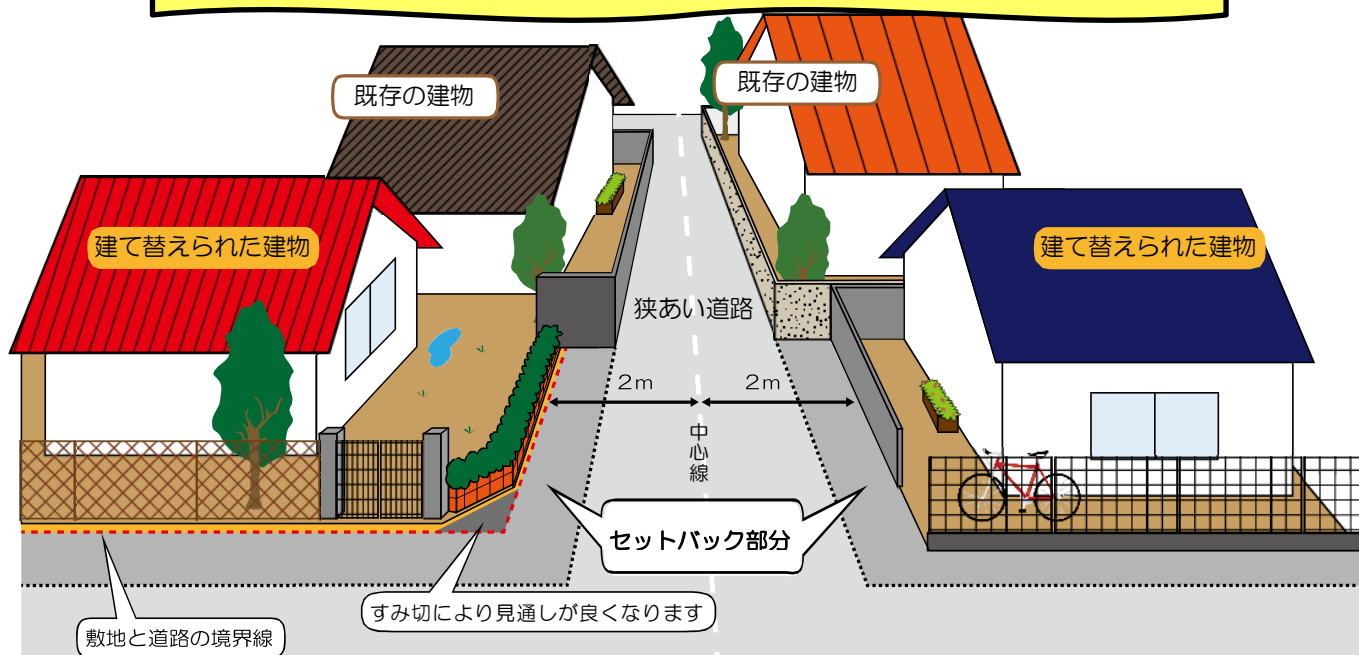 既存の建物
既存の建物
建て替えられた建物
建て替えられた建物
狭あい道路
2m
2m
中心線
セットバック部分
すみ切により見通しが良くなります
敷地と道路の境界線